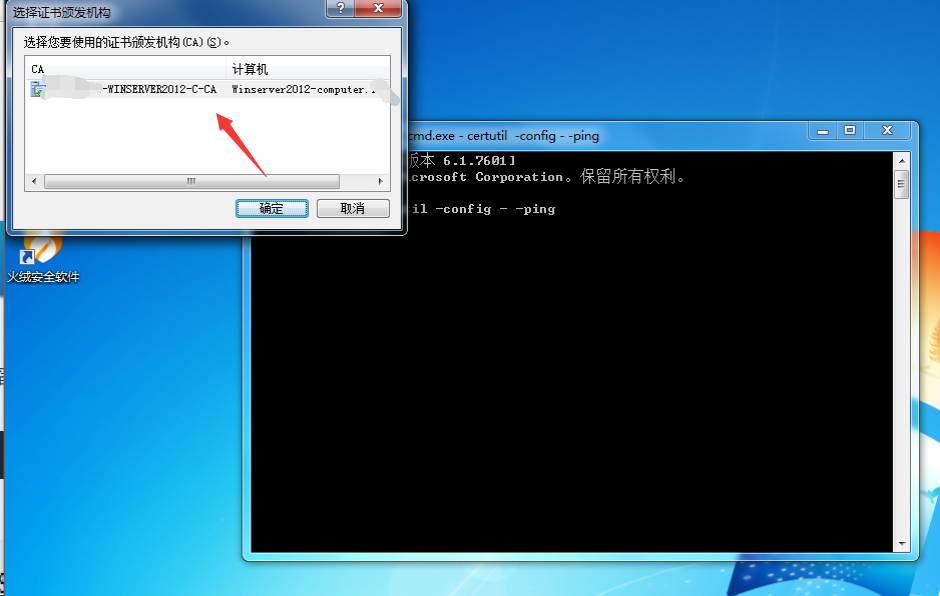 选择证书颁发机构
选择您要使用的证书颁发机构(CA)(S)。
CA 计算机
-WINSERVER2012-C-CA Winserver2012-computer.
确定 取消
cmd.exe - certutil -config - -ping
版本 6.1.7601]
crosoft Corporation。保留所有权利。
til -config - -ping
火绒安全软件